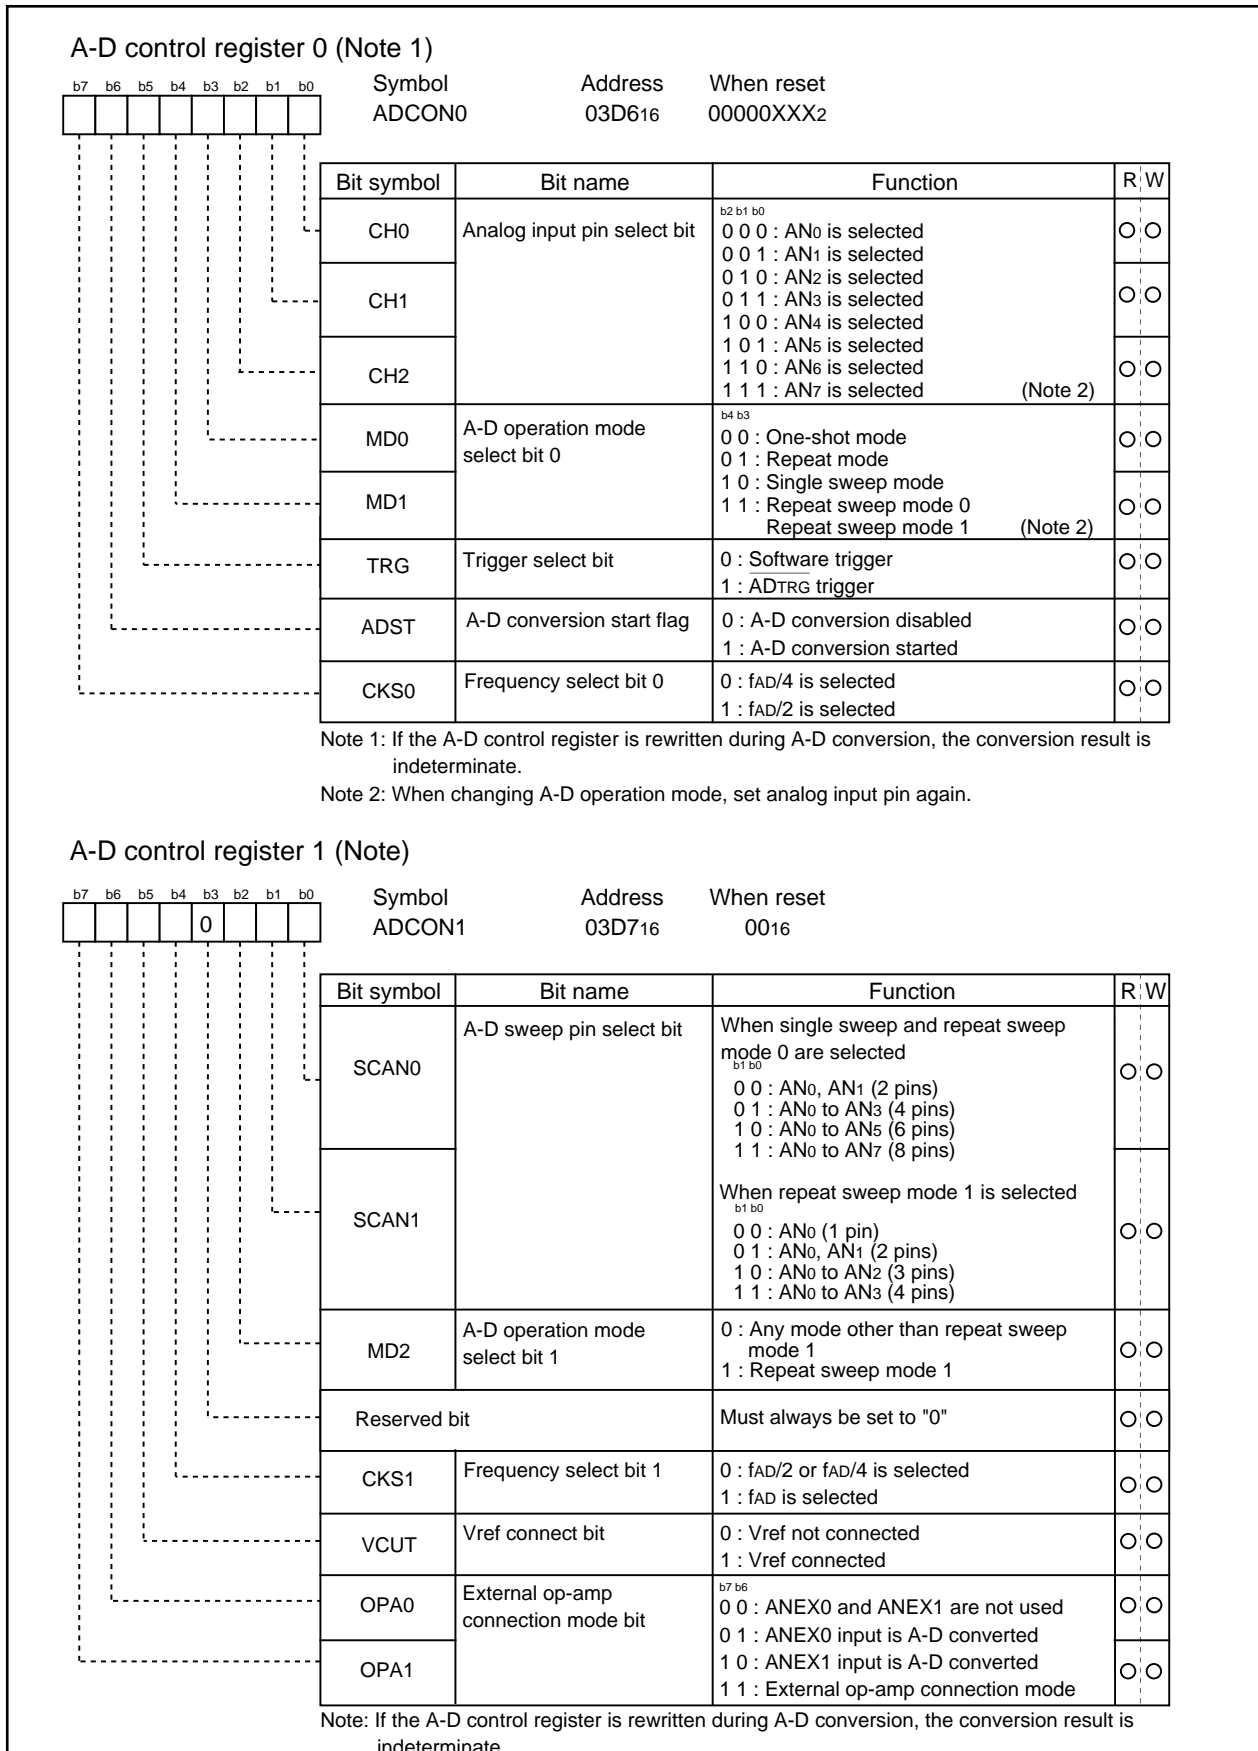 A-D control register 0 (Note 1)
b7 b6 b5 b4 b3 b2 b1 b0
Symbol Address When reset
ADCON0 03D616 00000XXX2
Bit symbol Bit name Function R W
CH0 Analog input pin select bit
b2 b1 b0
0 0 0 : AN0 is selected
0 0 1 : AN1 is selected
CH1
0 1 0 : AN2 is selected
0 1 1 : AN3 is selected
1 0 0 : AN4 is selected
CH2
1 0 1 : AN5 is selected
1 1 0 : AN6 is selected
1 1 1 : AN7 is selected (Note 2)
MD0 A-D operation mode
select bit 0
b4 b3
0 0 : One-shot mode
0 1 : Repeat mode
MD1
1 0 : Single sweep mode
1 1 : Repeat sweep mode 0
Repeat sweep mode 1 (Note 2)
TRG Trigger select bit 0 : Software trigger
1 : ADTRG trigger
ADST A-D conversion start flag 0 : A-D conversion disabled
1 : A-D conversion started
CKS0 Frequency select bit 0 0 : fAD/4 is selected
1 : fAD/2 is selected
Note 1: If the A-D control register is rewritten during A-D conversion, the conversion result is
indeterminate.
Note 2: When changing A-D operation mode, set analog input pin again.
A-D control register 1 (Note)
b7 b6 b5 b4 b3 b2 b1 b0
0
Symbol Address When reset
ADCON1 03D716 0016
Bit symbol Bit name Function R W
SCAN0 A-D sweep pin select bit When single sweep and repeat sweep
mode 0 are selected
b1 b0
0 0 : AN0, AN1 (2 pins)
0 1 : AN0 to AN3 (4 pins)
1 0 : AN0 to AN5 (6 pins)
1 1 : AN0 to AN7 (8 pins)
SCAN1 When repeat sweep mode 1 is selected
b1 b0
0 0 : AN0 (1 pin)
0 1 : AN0, AN1 (2 pins)
1 0 : AN0 to AN2 (3 pins)
1 1 : AN0 to AN3 (4 pins)
MD2 A-D operation mode
select bit 1
0 : Any mode other than repeat sweep
mode 1
1 : Repeat sweep mode 1
Reserved bit Must always be set to "0"
CKS1 Frequency select bit 1 0 : fAD/2 or fAD/4 is selected
1 : fAD is selected
VCUT Vref connect bit 0 : Vref not connected
1 : Vref connected
OPA0 External op-amp
connection mode bit
b7 b6
0 0 : ANEX0 and ANEX1 are not used
0 1 : ANEX0 input is A-D converted
OPA1
1 0 : ANEX1 input is A-D converted
1 1 : External op-amp connection mode
Note: If the A-D control register is rewritten during A-D conversion, the conversion result is
indeterminate